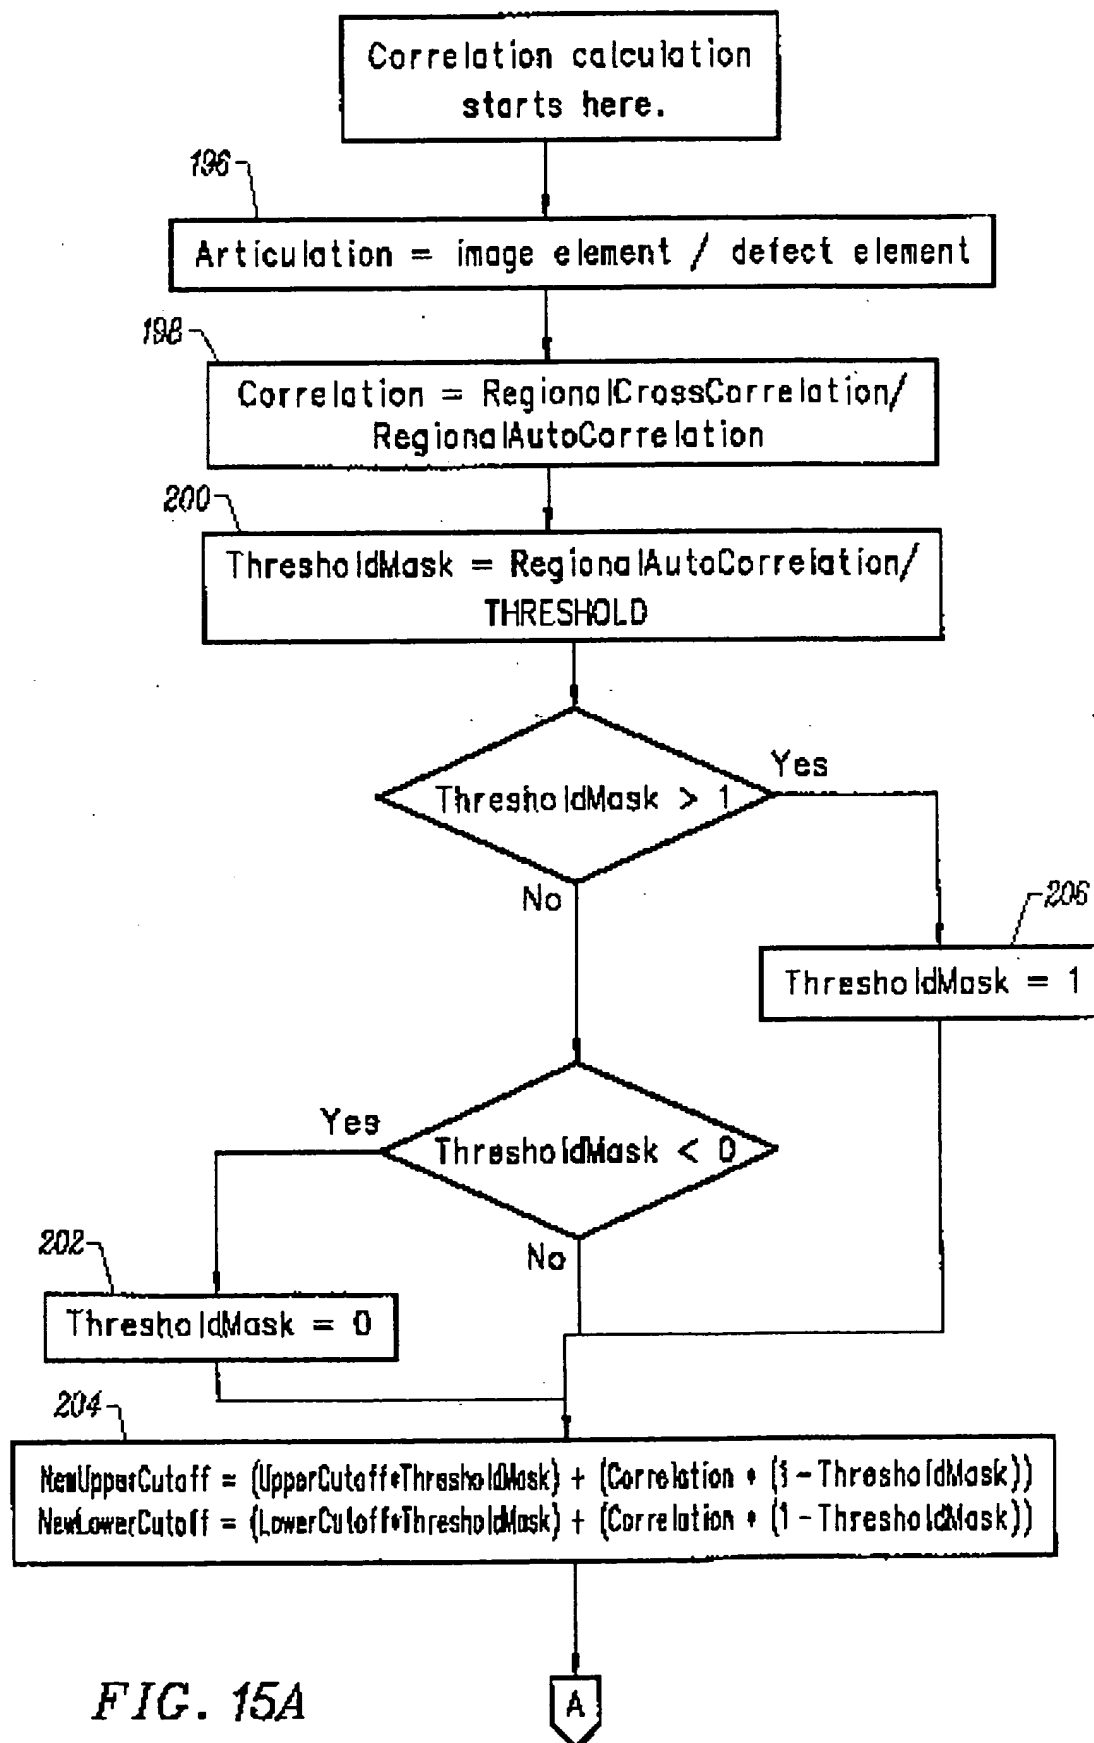 Correlation calculation
starts here.
196
Articulation = image element / defect element
198
Correlation = RegionalCrossCorrelation/
RegionalAutoCorrelation
200
ThresholdMask = RegionalAutoCorrelation/
THRESHOLD
ThresholdMask > 1
Yes
No
206
ThresholdMask = 1
ThresholdMask < 0
Yes
No
202
ThresholdMask = 0
204
NewUpperCutoff = (UpperCutoff*ThresholdMask) + (Correlation * (1 - ThresholdMask))
NewLowerCutoff = (LowerCutoff*ThresholdMask) + (Correlation * (1 - ThresholdMask))
A
FIG. 15A